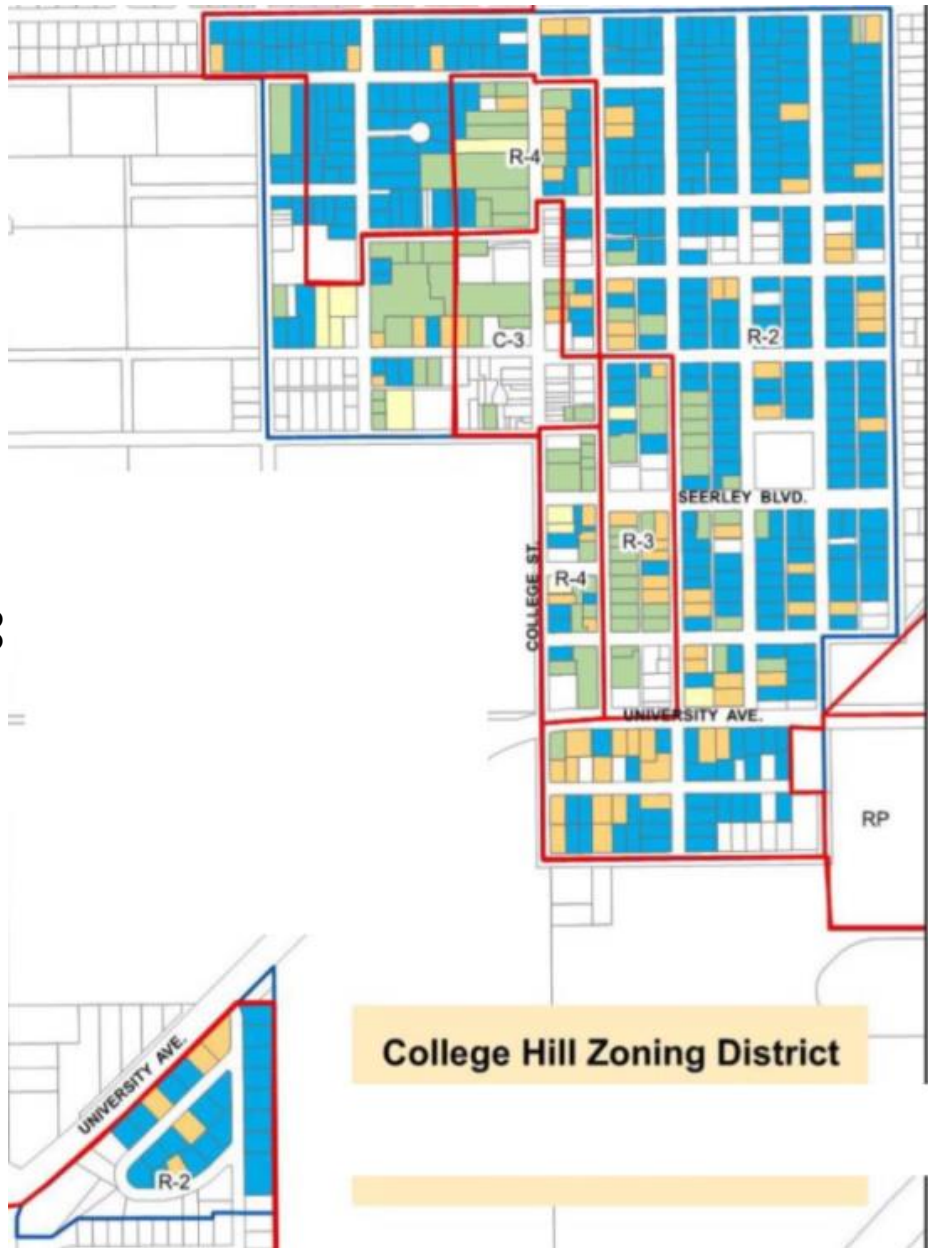 R-4
C-3
R-2
SEERLEY BLVD.
R-3
COLLEGE ST.
R-4
UNIVERSITY AVE.
RP
UNIVERSITY AVE.
College Hill Zoning District
R-2